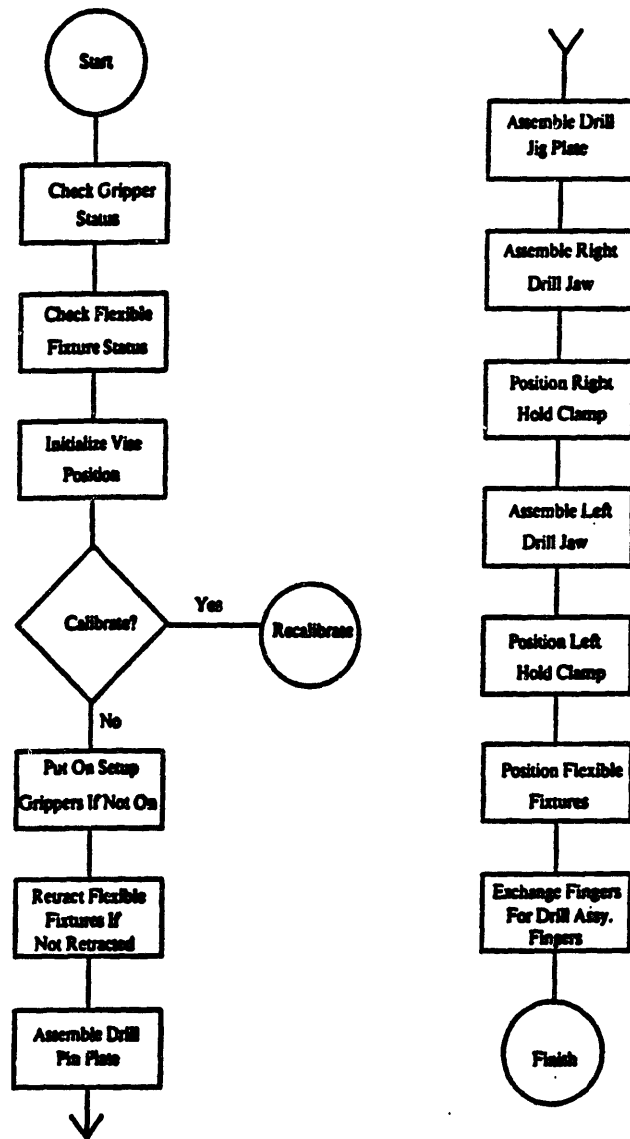 Start
Check Gripper
Status
Check Flexible
Fixture Status
Initialize Vise
Position
Calibrate?
Yes
Recalibrate
No
Put On Setup
Grippers If Not On
Retract Flexible
Fixtures If
Not Retracted
Assemble Drill
Pin Plate
Assemble Drill
Jig Plate
Assemble Right
Drill Jaw
Position Right
Hold Clamp
Assemble Left
Drill Jaw
Position Left
Hold Clamp
Position Flexible
Fixtures
Exchange Fingers
For Drill Assy.
Fingers
Finish